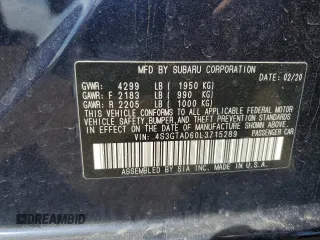 MFD BY SUBARU CORPORATION
DATE: 02/20
GVWR: 4299 LB ( 1950 KG)
GAWR: F 2183 LB ( 990 KG)
GAWR: R 2205 LB ( 1000 KG)
THIS VEHICLE CONFORMS TO ALL APPLICABLE
FEDERAL MOTOR VEHICLE
SAFETY, BUMPER, AND THEFT PREVENTION
STANDARDS IN EFFECT ON THE DATE OF
MANUFACTURE SHOWN ABOVE.
VIN: 4S3GTAD60L3715289
PASSENGER CAR
ASSEMBLED BY SIA, INC. IN U.S.A.
DREAMBID